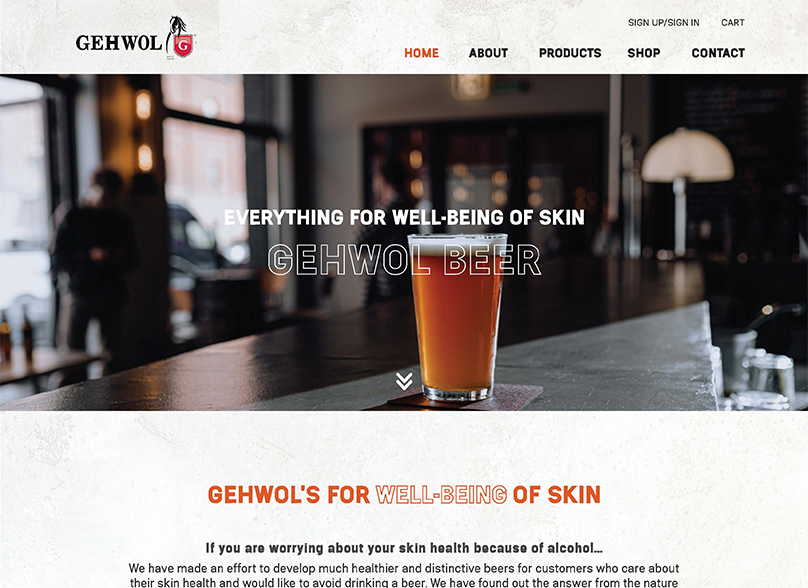 GEHWOL
G
SIGN UP/SIGN IN CART
HOME ABOUT PRODUCTS SHOP CONTACT
EVERYTHING FOR WELL-BEING OF SKIN
GEHWOL BEER
GEHWOL'S FOR WELL-BEING OF SKIN
If you are worrying about your skin health because of alcohol...
We have made an effort to develop much healthier and distinctive beers for customers who care about
their skin health and would like to avoid drinking a beer. We have found out the answer from the nature